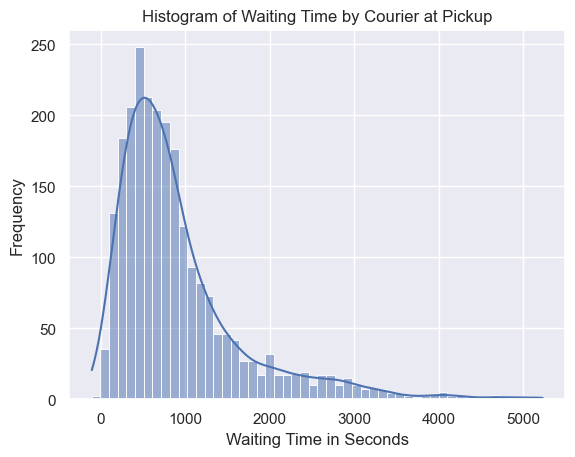 Histogram of Waiting Time by Courier at Pickup
250
200
150
100
50
0
Frequency
0 1000 2000 3000 4000 5000
Waiting Time in Seconds